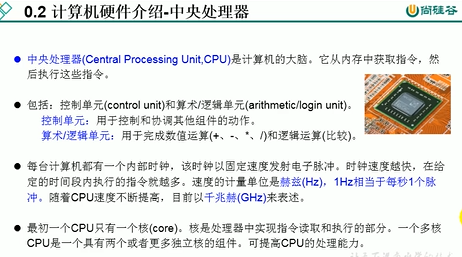 0.2 计算机硬件介绍-中央处理器
尚硅谷
中央处理器(Central Processing Unit,CPU)是计算机的大脑。它从内存中获取指令，然
后执行这些指令。
包括：控制单元(control unit)和算术/逻辑单元(arithmetic/login unit)。
控制单元：用于控制和协调其他组件的动作。
算术/逻辑单元：用于完成数值运算(+、-、*、/)和逻辑运算(比较)。
每台计算机都有一个内部时钟，该时钟以固定速度发射电子脉冲。时钟速度越快，在给
定的时间段内执行的指令就越多。速度的计量单位是赫兹(Hz)，1Hz相当于每秒1个脉
冲。随着CPU速度不断提高，目前以千兆赫(GHz)来表述。
最初一个CPU只有一个核(core)。核是处理器中实现指令读取和执行的部分。一个多核
CPU是一个具有两个或者更多独立核的组件。可提高CPU的处理能力。